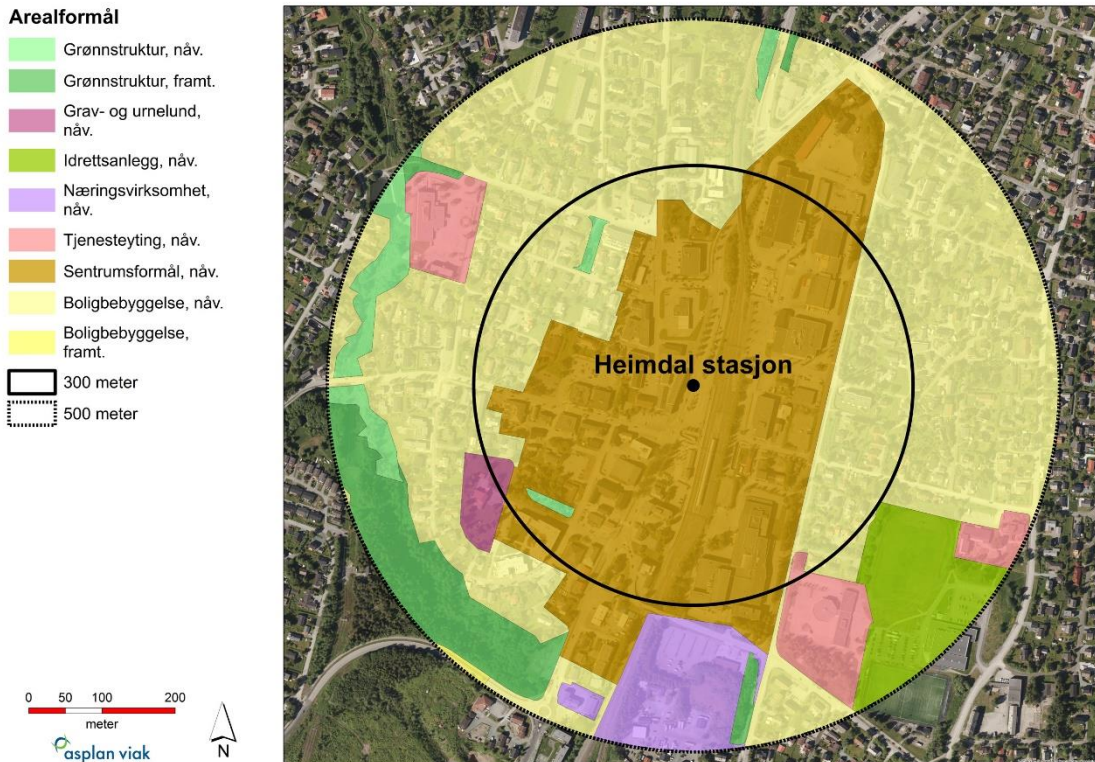 Arealformål
Grønnstruktur, nåv.
Grønnstruktur, framt.
Grav- og urnelund,
nåv.
Idrettsanlegg, nåv.
Næringsvirksomhet,
nåv.
Tjenesteyting, nåv.
Sentrumsformål, nåv.
Boligbebyggelse, nåv.
Boligbebyggelse,
framt.
300 meter
500 meter
Heimdal stasjon
0 50 100 200
meter
asplan viak
N